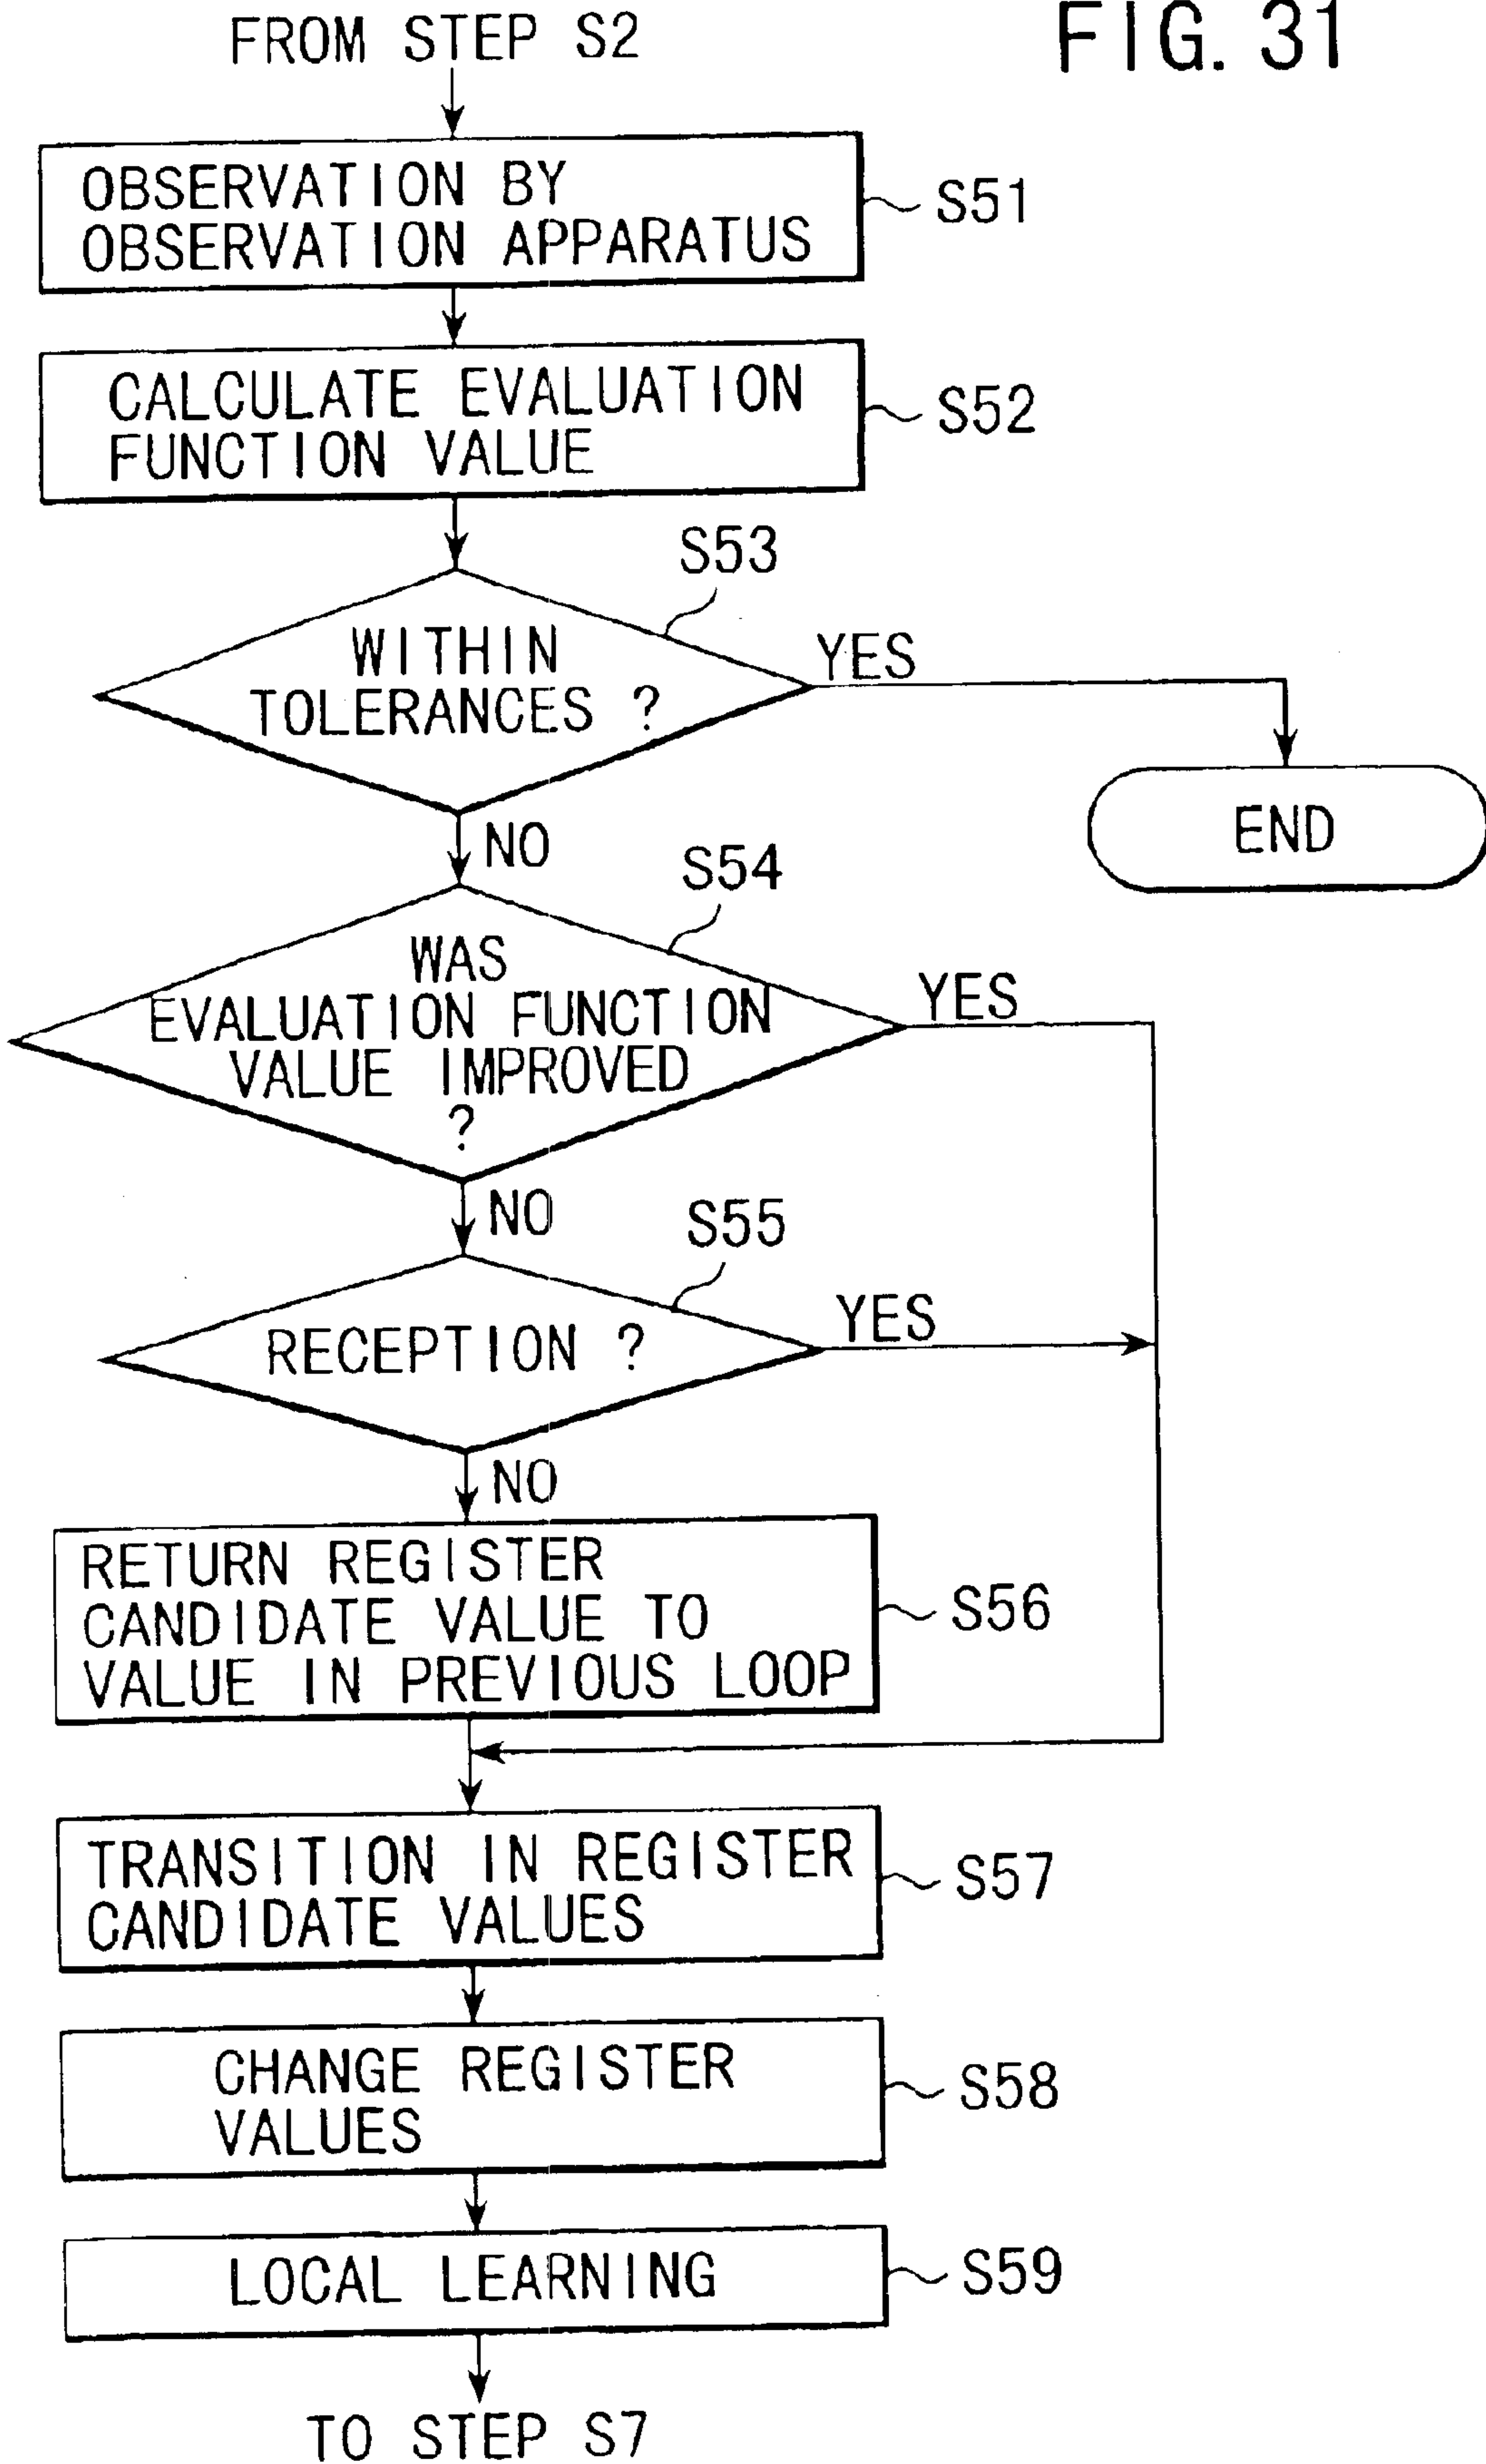 FIG. 31
FROM STEP S2
OBSERVATION BY
OBSERVATION APPARATUS
S51
CALCULATE EVALUATION
FUNCTION VALUE
S52
S53
WITHIN
TOLERANCES ?
YES
END
NO
S54
WAS
EVALUATION FUNCTION
VALUE IMPROVED
?
YES
NO
S55
RECEPTION ?
YES
NO
RETURN REGISTER
CANDIDATE VALUE TO
VALUE IN PREVIOUS LOOP
S56
TRANSITION IN REGISTER
CANDIDATE VALUES
S57
CHANGE REGISTER
VALUES
S58
LOCAL LEARNING
S59
TO STEP S7